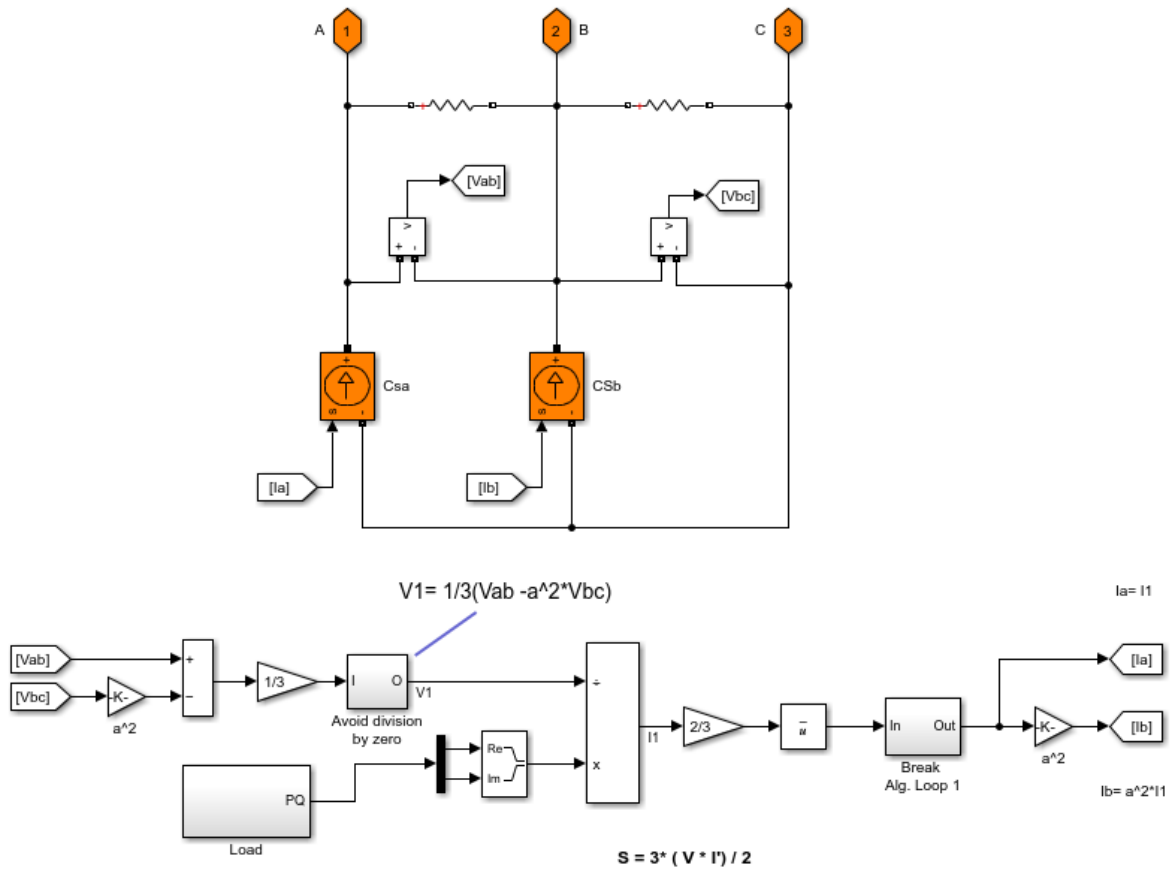 A 1 2 B C 3
[Vab]
[Vbc]
V
+ -
V
+ -
+
Csa
s -
+
CSb
s -
[Ia]
[Ib]
V1= 1/3(Vab -a^2*Vbc)
Ia= I1
[Vab]
[Vbc]
-K-
a^2
+
−
1/3
I O
V1
Avoid division
by zero
÷
x
I1
2/3
u
In Out
Break
Alg. Loop 1
[Ia]
-K-
a^2
[Ib]
Ib= a^2*I1
PQ
Load
Re
Im
S = 3* ( V * I') / 2